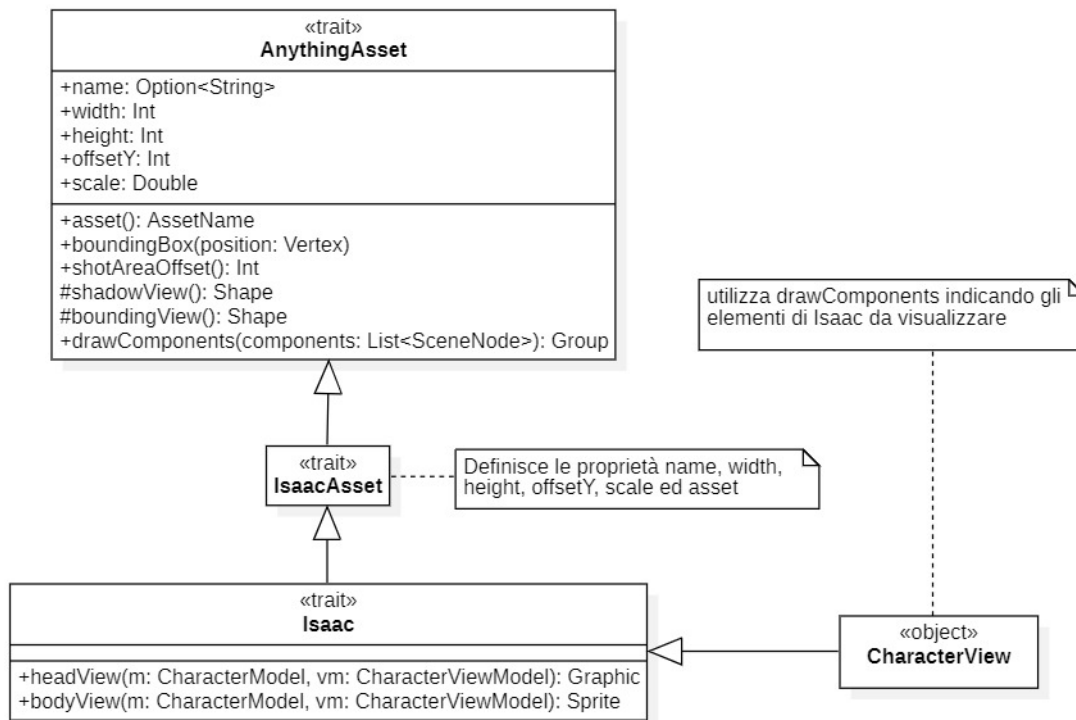 «trait»
AnythingAsset
+name: Option<String>
+width: Int
+height: Int
+offsetY: Int
+scale: Double
+asset(): AssetName
+boundingBox(position: Vertex)
+shotAreaOffset(): Int
#shadowView(): Shape
#boundingView(): Shape
+drawComponents(components: List<SceneNode>): Group
utilizza drawComponents indicando gli
elementi di Isaac da visualizzare
«trait»
IsaacAsset
Definisce le proprietà name, width,
height, offsetY, scale ed asset
«trait»
Isaac
+headView(m: CharacterModel, vm: CharacterViewModel): Graphic
+bodyView(m: CharacterModel, vm: CharacterViewModel): Sprite
«object»
CharacterView